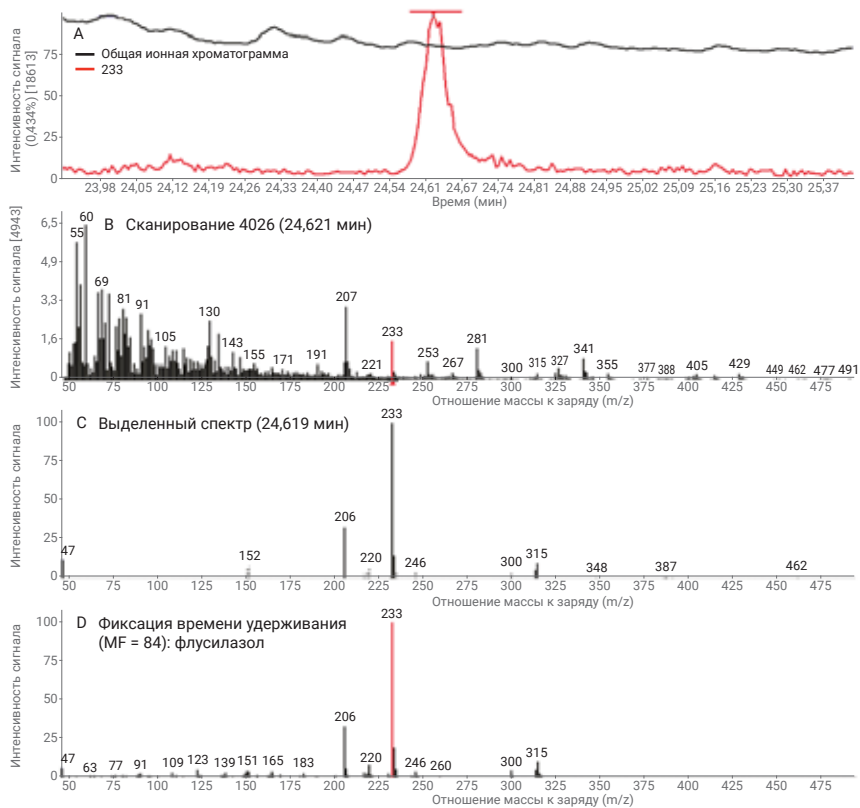 A
Общая ионная хроматограмма
233
Интенсивность сигнала
(0,434%) [18613]
100
75
50
25
0
23,98 24,05 24,12 24,19 24,26 24,33 24,40 24,47 24,54 24,61 24,67 24,74 24,81 24,88 24,95 25,02 25,09 25,16 25,23 25,30 25,37
Время (мин)
B Сканирование 4026 (24,621 мин)
Интенсивность сигнала [4943]
6,5
4,9
3,3
1,6
0
55 60 69 81 91 105 130 143 155 171 191 207 221 233 253 267 281 300 315 327 341 355 377 388 405 429 449 462 477 491
50 75 100 125 150 175 200 225 250 275 300 325 350 375 400 425 450 475
Отношение массы к заряду (m/z)
C Выделенный спектр (24,619 мин)
Интенсивность сигнала
100
75
50
25
0
47 152 206 220 233 246 300 315 348 387 462
50 75 100 125 150 175 200 225 250 275 300 325 350 375 400 425 450 475
Отношение массы к заряду (m/z)
D Фиксация времени удерживания
(MF = 84): флусилазол
Интенсивность сигнала
100
75
50
25
0
47 63 77 91 109 123 139 151 165 183 206 220 233 246 260 300 315
50 75 100 125 150 175 200 225 250 275 300 325 350 375 400 425 450 475
Отношение массы к заряду (m/z)